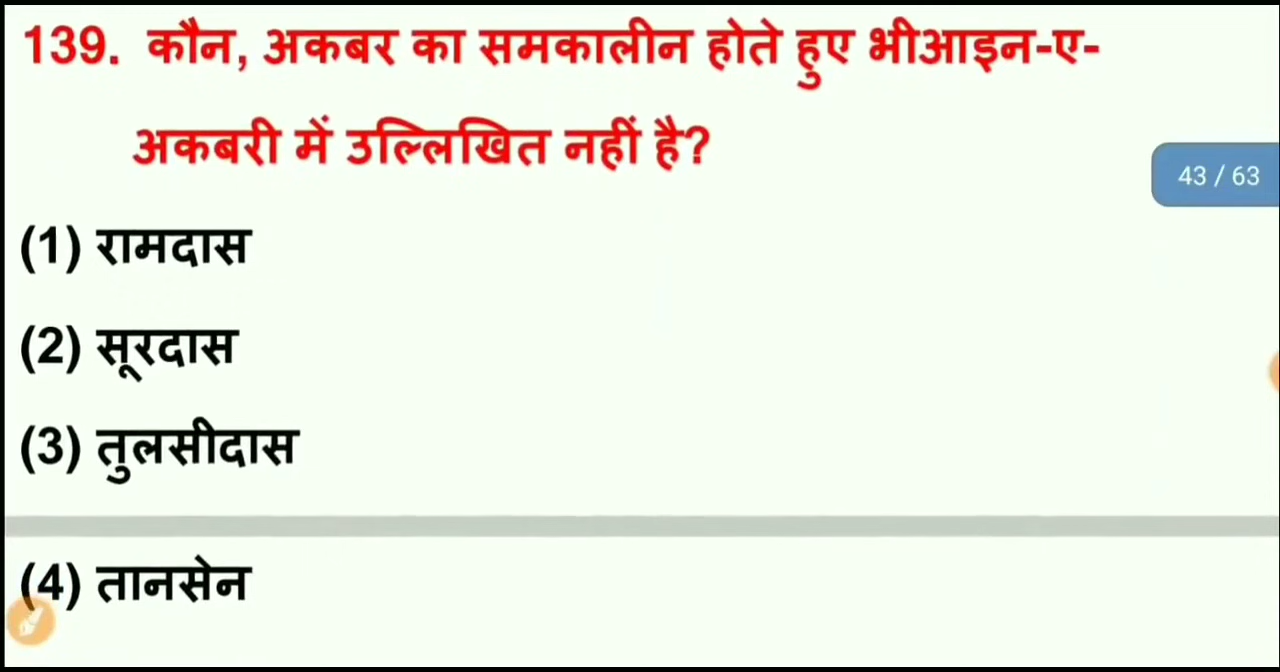 139. कौन, अकबर का समकालीन होते हुए भीआइन-ए-
अकबरी में उल्लिखित नहीं है?
43 / 63
(1) रामदास
(2) सूरदास
(3) तुलसीदास
(4) तानसेन